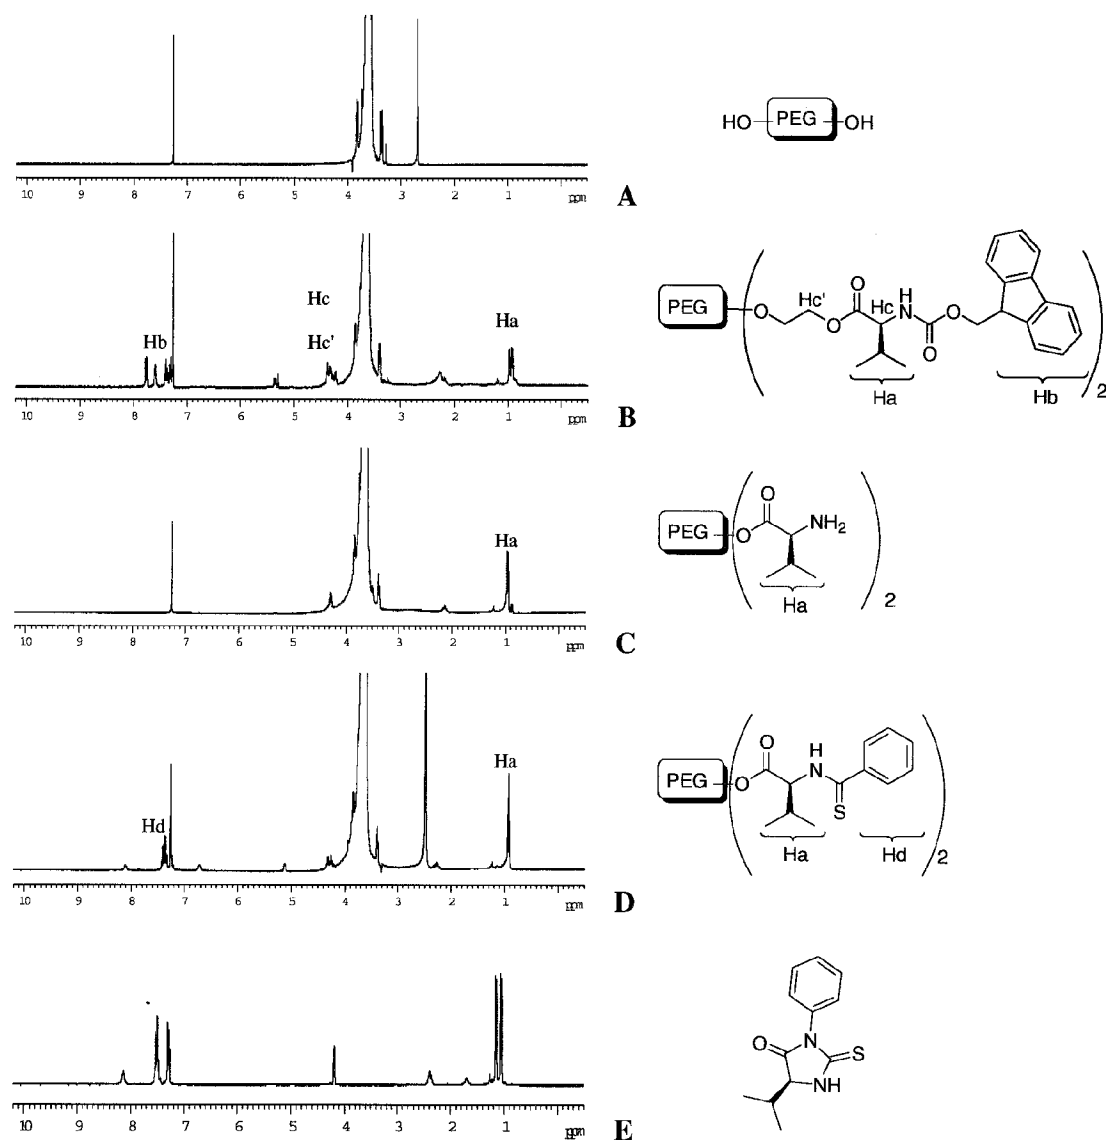 HO PEG OH
10 9 8 7 6 5 4 3 2 1 ppm
A
Hc
Hb Hc' Ha
10 9 8 7 6 5 4 3 2 1 ppm
PEG O Hc' O O Hc H N O O
Ha Hb 2
B
Ha
10 9 8 7 6 5 4 3 2 1 ppm
PEG O O NH2
Ha 2
C
Hd Ha
10 9 8 7 6 5 4 3 2 1 ppm
PEG O O H N S
Ha Hd 2
D
10 9 8 7 6 5 4 3 2 1 ppm
O N S
NH
E